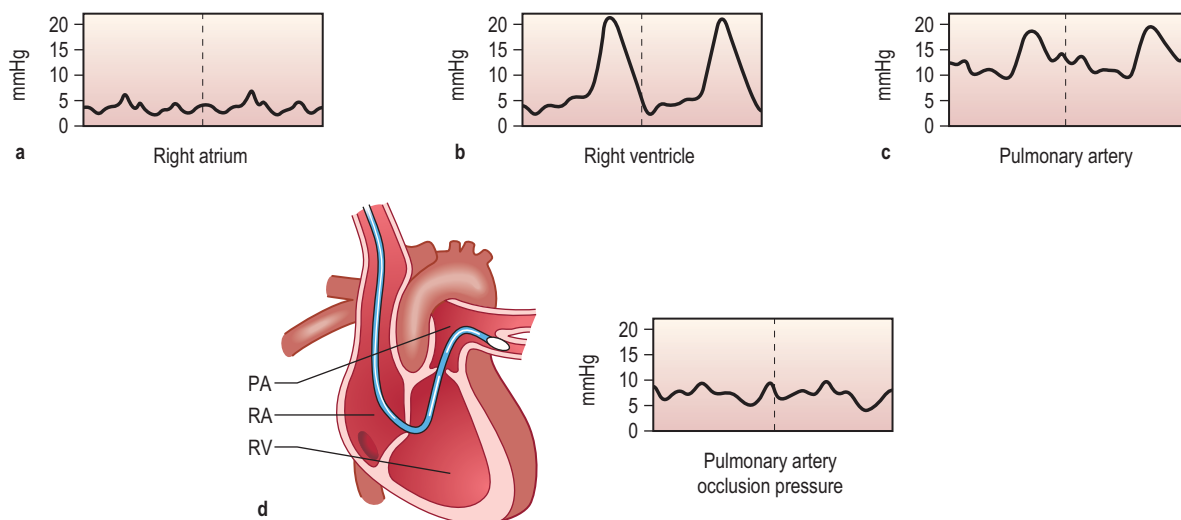 20
15
10
5
0
mmHg
a
Right atrium
20
15
10
5
0
mmHg
b
Right ventricle
20
15
10
5
0
mmHg
c
Pulmonary artery
PA
RA
RV
d
20
15
10
5
0
mmHg
Pulmonary artery
occlusion pressure